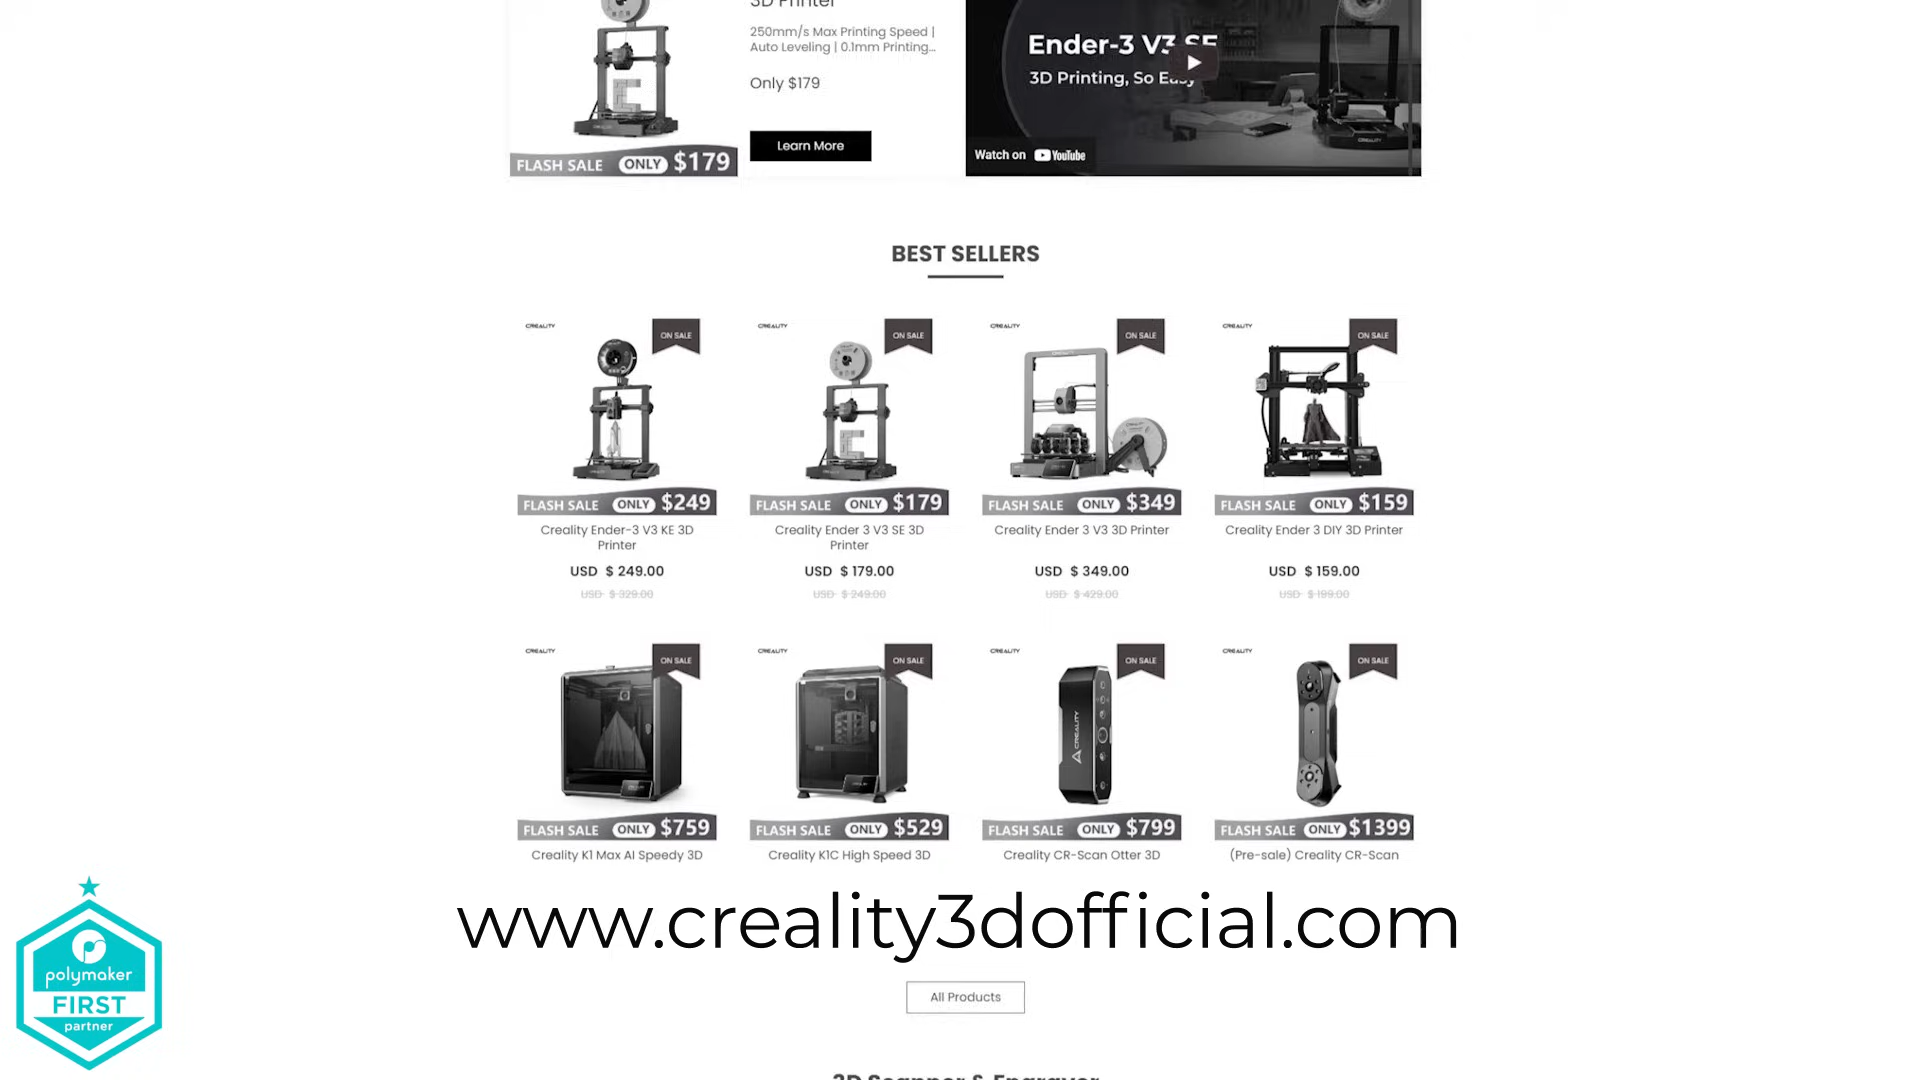 3D Printer
250mm/s Max Printing Speed |
Auto Leveling | 0.1mm Printing...
Only $179
Learn More
FLASH SALE ONLY $179
Ender-3 V3 SE
3D Printing, So Easy
Watch on YouTube
BEST SELLERS
CREALITY ON SALE
CREALITY ON SALE
CREALITY ON SALE
CREALITY ON SALE
FLASH SALE ONLY $249
FLASH SALE ONLY $179
FLASH SALE ONLY $349
FLASH SALE ONLY $159
Creality Ender-3 V3 KE 3D
Printer
Creality Ender 3 V3 SE 3D
Printer
Creality Ender 3 V3 3D Printer
Creality Ender 3 DIY 3D Printer
USD $ 249.00
USD $ 179.00
USD $ 349.00
USD $ 159.00
USD $ 329.00
USD $ 249.00
USD $ 429.00
USD $ 199.00
CREALITY ON SALE
CREALITY ON SALE
CREALITY ON SALE
CREALITY ON SALE
CREALITY
FLASH SALE ONLY $759
FLASH SALE ONLY $529
FLASH SALE ONLY $799
FLASH SALE ONLY $1399
Creality K1 Max AI Speedy 3D
Creality K1C High Speed 3D
Creality CR-Scan Otter 3D
(Pre-sale) Creality CR-Scan
www.creality3dofficial.com
polymaker
FIRST
partner
All Products
3D Scanner & Engraver